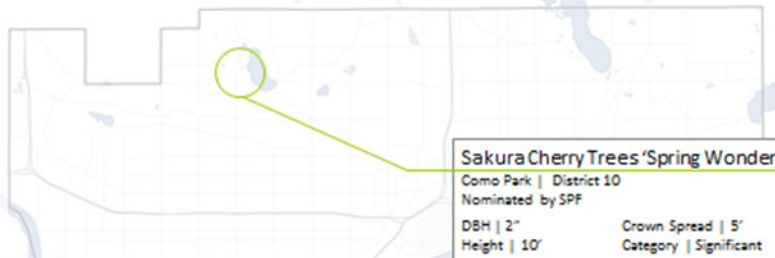 Sakura Cherry Trees ‘Spring Wonder
Como Park | District 10
Nominated by SPF
DBH | 2” Crown Spread | 5’
Height | 10’ Category | Significant